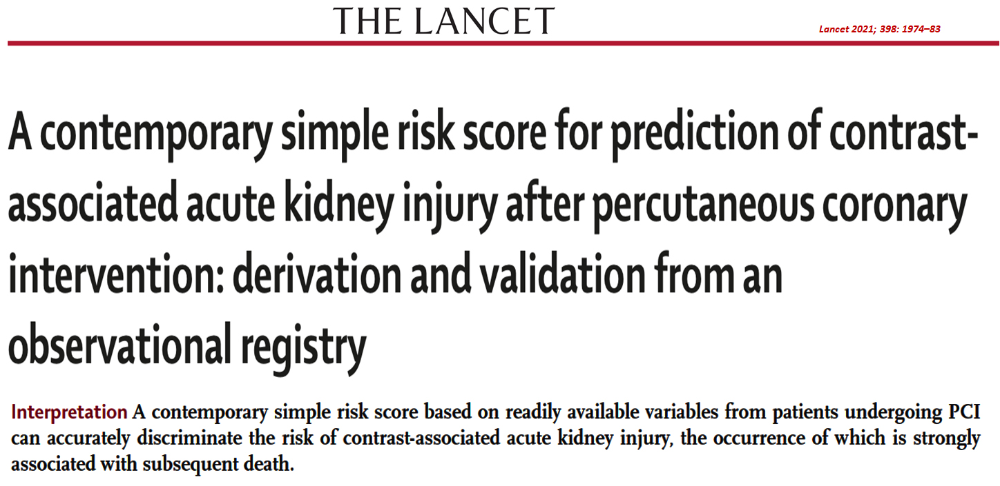 THE LANCET
Lancet 2021; 398: 1974–83
A contemporary simple risk score for prediction of contrast-
associated acute kidney injury after percutaneous coronary
intervention: derivation and validation from an
observational registry
Interpretation A contemporary simple risk score based on readily available variables from patients undergoing PCI
can accurately discriminate the risk of contrast-associated acute kidney injury, the occurrence of which is strongly
associated with subsequent death.